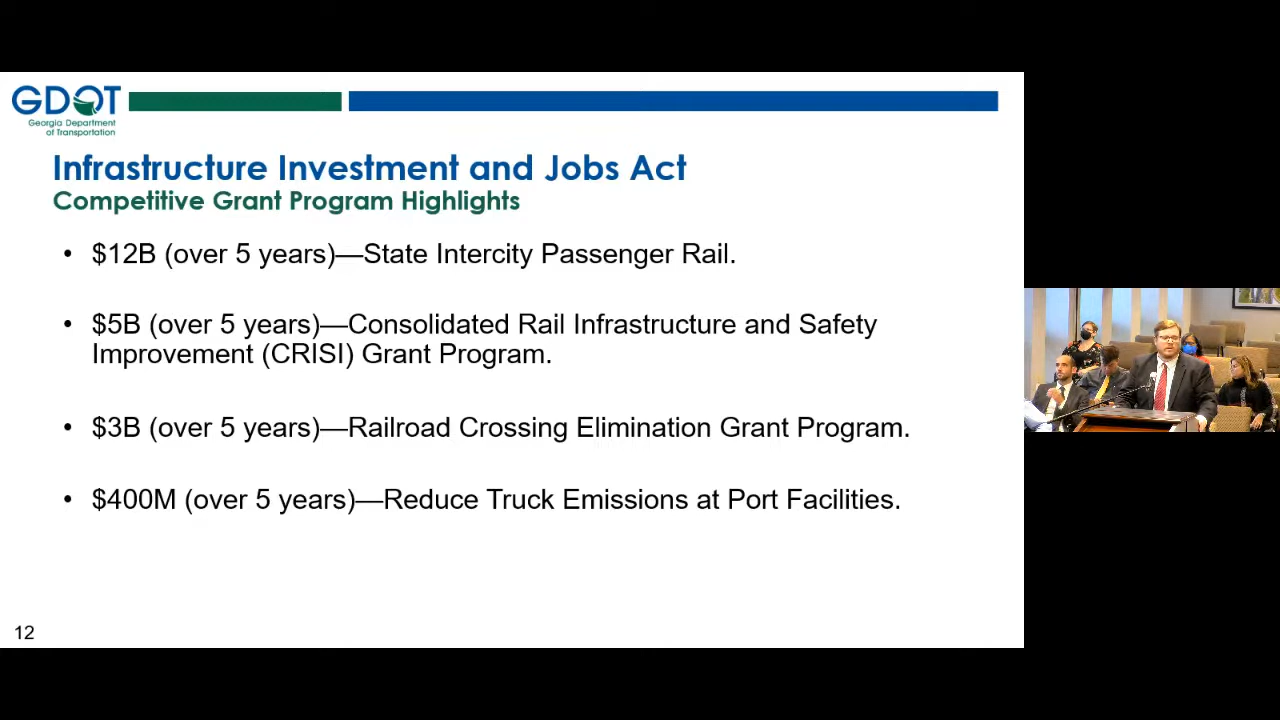 GDOT
Georgia Department
of Transportation
Infrastructure Investment and Jobs Act
Competitive Grant Program Highlights
• $12B (over 5 years)—State Intercity Passenger Rail.
• $5B (over 5 years)—Consolidated Rail Infrastructure and Safety
Improvement (CRISI) Grant Program.
• $3B (over 5 years)—Railroad Crossing Elimination Grant Program.
• $400M (over 5 years)—Reduce Truck Emissions at Port Facilities.
12